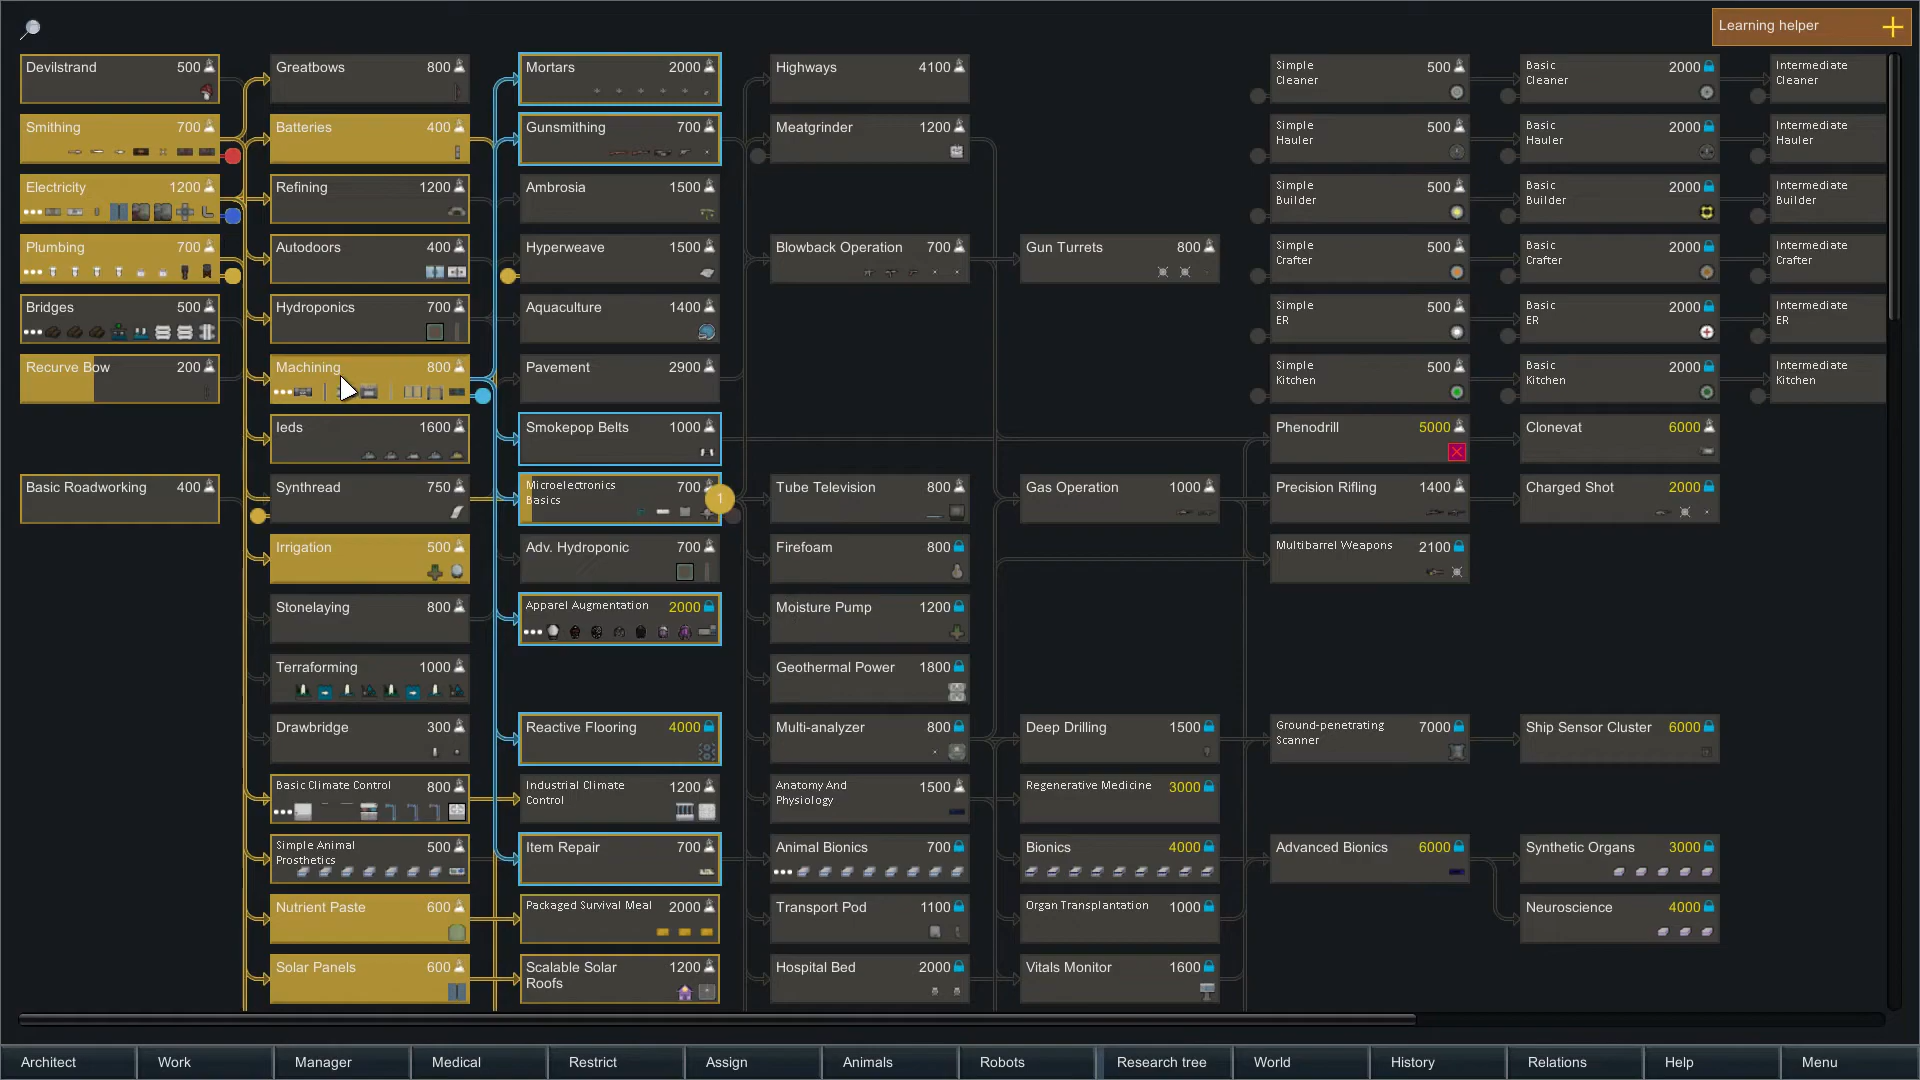 Learning helper
Devilstrand 500
Greatbows 800
Mortars 2000
Highways 4100
Simple Cleaner 500
Basic Cleaner 2000
Intermediate Cleaner
Smithing 700
Batteries 400
Gunsmithing 700
Meatgrinder 1200
Simple Hauler 500
Basic Hauler 2000
Intermediate Hauler
Electricity 1200
Refining 1200
Ambrosia 1500
Simple Builder 500
Basic Builder 2000
Intermediate Builder
Plumbing 700
Autodoors 400
Hyperweave 1500
Blowback Operation 700
Gun Turrets 800
Simple Crafter 500
Basic Crafter 2000
Intermediate Crafter
Bridges 500
Hydroponics 700
Aquaculture 1400
Simple ER 500
Basic ER 2000
Intermediate ER
Recurve Bow 200
Machining 800
Pavement 2900
Simple Kitchen 500
Basic Kitchen 2000
Intermediate Kitchen
Ieds 1600
Smokepop Belts 1000
Phenodrill 5000
Clonevat 6000
Basic Roadworking 400
Synthread 750
Microelectronics Basics 700
1
Tube Television 800
Gas Operation 1000
Precision Rifling 1400
Charged Shot 2000
Irrigation 500
Adv. Hydroponic 700
Firefoam 800
Multibarrel Weapons 2100
Stonelaying 800
Apparel Augmentation 2000
Moisture Pump 1200
Terraforming 1000
Geothermal Power 1800
Drawbridge 300
Reactive Flooring 4000
Multi-analyzer 800
Deep Drilling 1500
Ground-penetrating Scanner 7000
Ship Sensor Cluster 6000
Basic Climate Control 800
Industrial Climate Control 1200
Anatomy And Physiology 1500
Regenerative Medicine 3000
Simple Animal Prosthetics 500
Item Repair 700
Animal Bionics 700
Bionics 4000
Advanced Bionics 6000
Synthetic Organs 3000
Nutrient Paste 600
Packaged Survival Meal 2000
Transport Pod 1100
Organ Transplantation 1000
Neuroscience 4000
Solar Panels 600
Scalable Solar Roofs 1200
Hospital Bed 2000
Vitals Monitor 1600
Architect
Work
Manager
Medical
Restrict
Assign
Animals
Robots
Research tree
World
History
Relations
Help
Menu